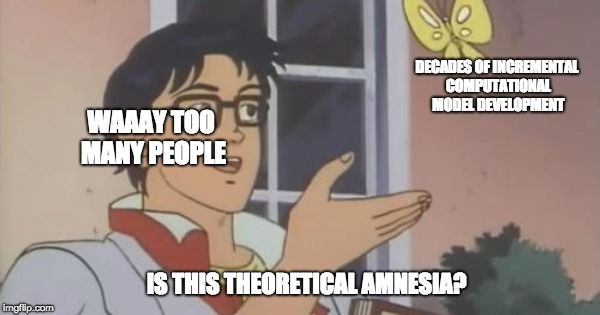 DECADES OF INCREMENTAL
COMPUTATIONAL
MODEL DEVELOPMENT
WAAAY TOO
MANY PEOPLE
IS THIS THEORETICAL AMNESIA?
imgflip.com